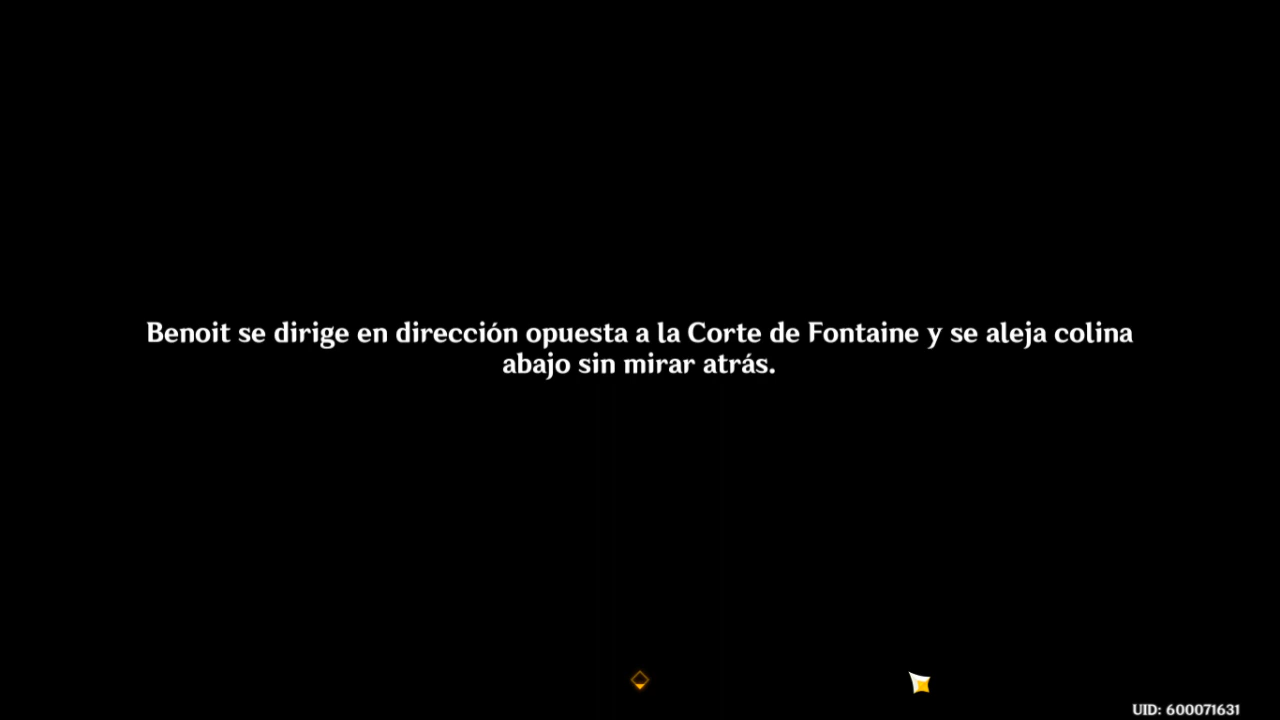 Benoit se dirige en dirección opuesta a la Corte de Fontaine y se aleja colina
abajo sin mirar atrás.
UID: 600071631